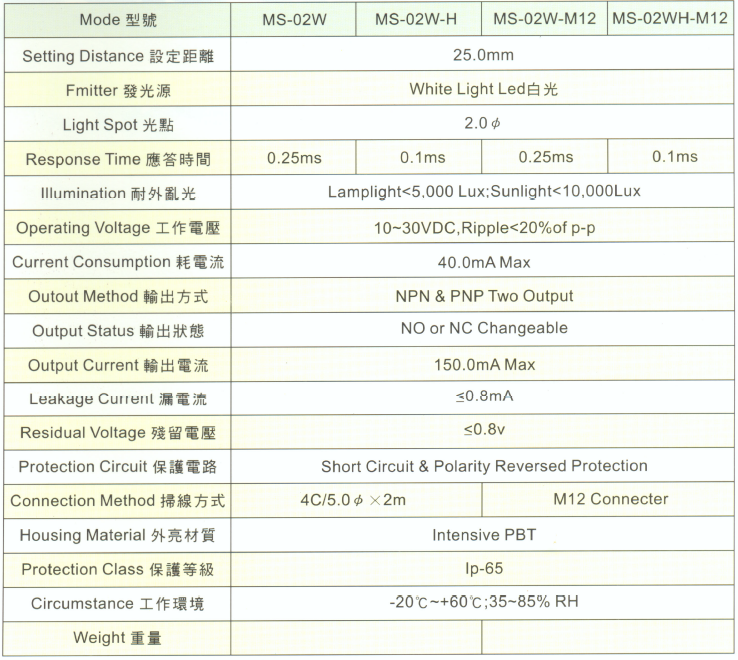 Mode 型號 MS-02W MS-02W-H MS-02W-M12 MS-02WH-M12
Setting Distance 設定距離 25.0mm
Fmitter 發光源 White Light Led白光
Light Spot 光點 2.0ϕ
Response Time 應答時間 0.25ms 0.1ms 0.25ms 0.1ms
Illumination 耐外亂光 Lamplight<5,000 Lux;Sunlight<10,000Lux
Operating Voltage 工作電壓 10~30VDC,Ripple<20%of p-p
Current Consumption 耗電流 40.0mA Max
Outout Method 輸出方式 NPN & PNP Two Output
Output Status 輸出狀態 NO or NC Changeable
Output Current 輸出電流 150.0mA Max
Leakage Current 漏電流 ≤0.8mA
Residual Voltage 殘留電壓 ≤0.8v
Protection Circuit 保護電路 Short Circuit & Polarity Reversed Protection
Connection Method 掃線方式 4C/5.0ϕ×2m M12 Connecter
Housing Material 外亮材質 Intensive PBT
Protection Class 保護等級 Ip-65
Circumstance 工作環境 -20℃~+60℃;35~85% RH
Weight 重量